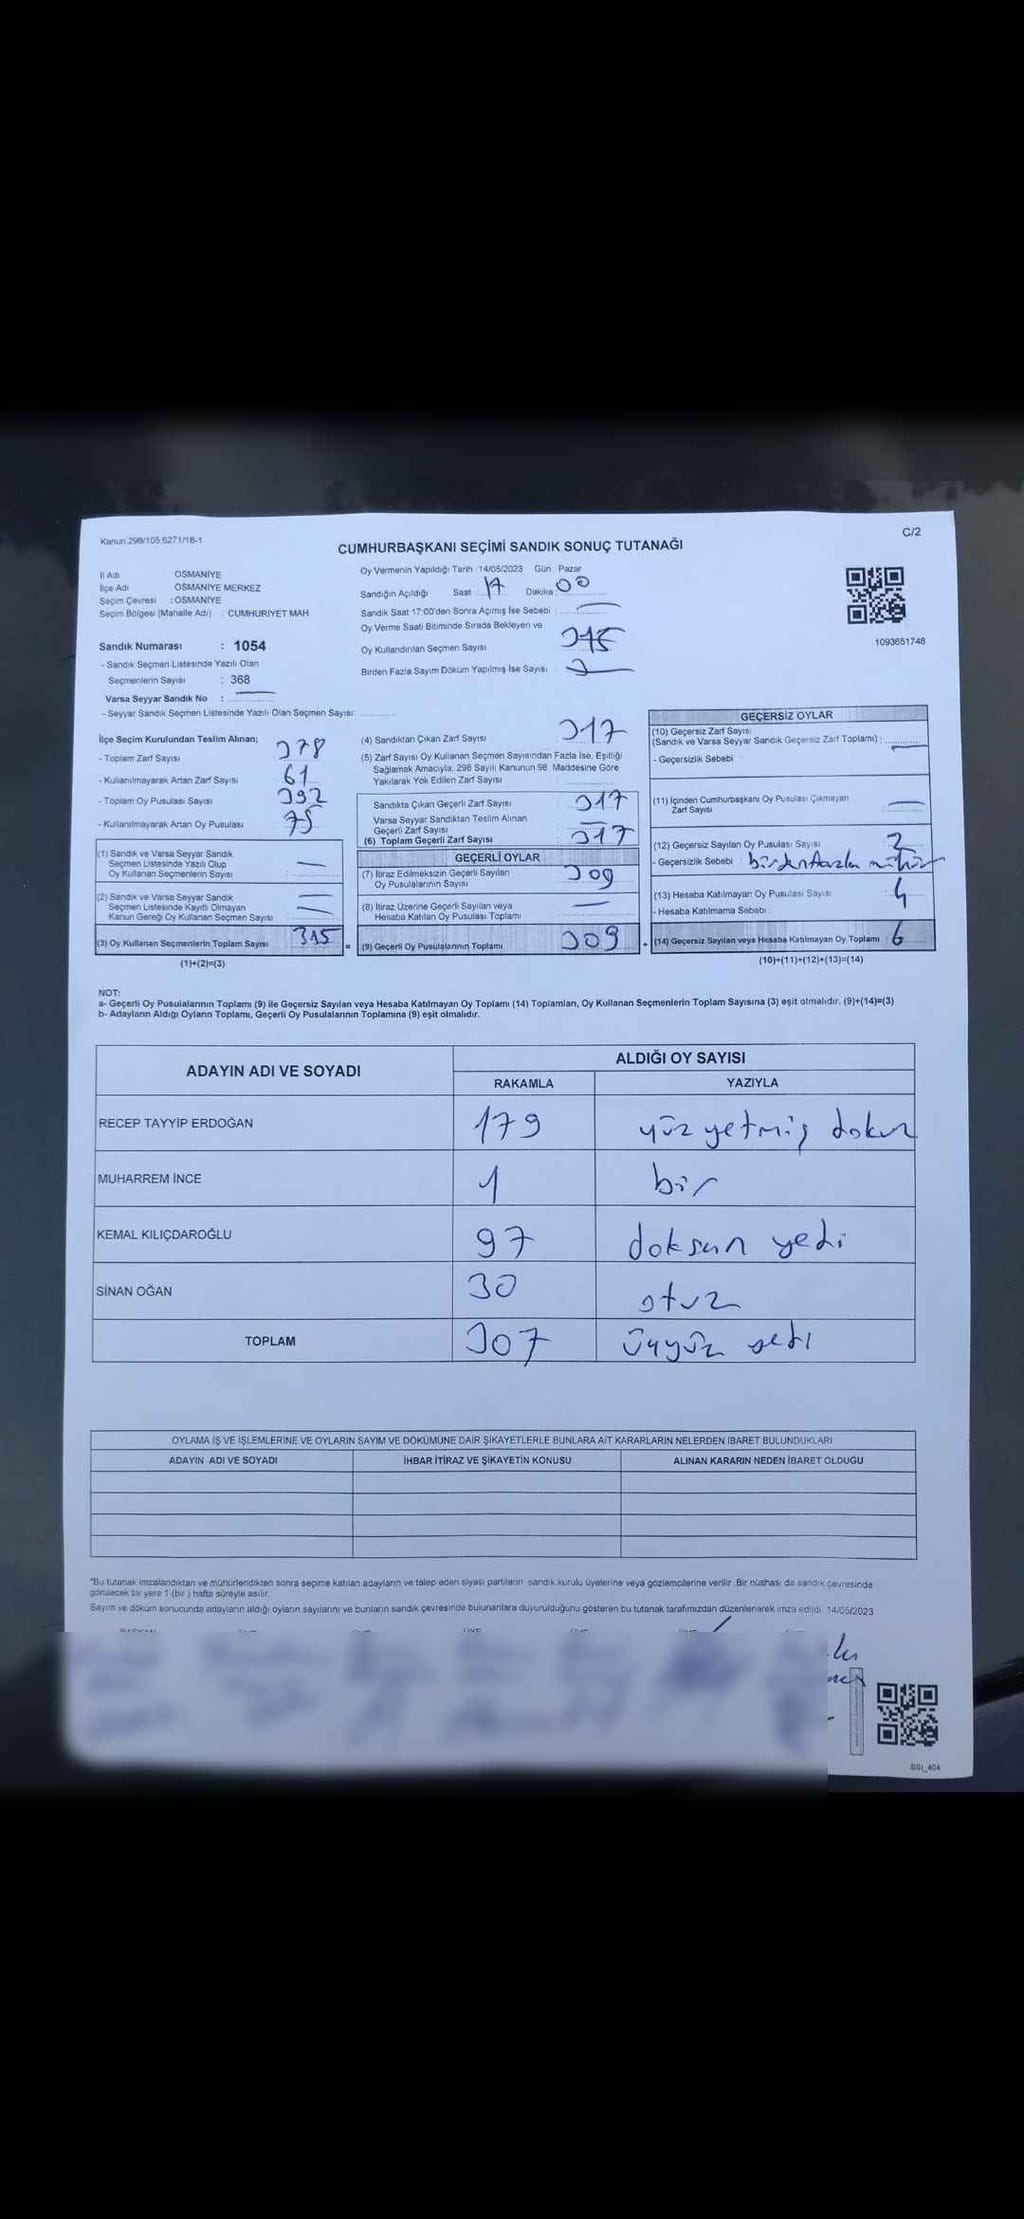 Kanun 298/105,6271/18-1
C/2
CUMHURBAŞKANI SEÇİMİ SANDIK SONUÇ TUTANAĞI
İl Adı OSMANİYE
İlçe Adı OSMANİYE MERKEZ
Seçim Çevresi : OSMANİYE
Seçim Bölgesi (Mahalle Adı) : CUMHURİYET MAH.
Oy Vermenin Yapıldığı Tarih : 14/05/2023 Gün : Pazar
Sandığın Açıldığı Saat 17 Dakika 00
Sandık Saat 17:00'den Sonra Açımış İse Sebebi :
Oy Verme Saati Bitiminde Sırada Bekleyen ve
Oy Kullandırılan Seçmen Sayısı 315
Birden Fazla Sayım Döküm Yapılmış İse Sayısı :
1093651748
Sandık Numarası : 1054
- Sandık Seçmen Listesinde Yazılı Olan
Seçmenlerin Sayısı : 368
Varsa Seyyar Sandık No :
- Seyyar Sandık Seçmen Listesinde Yazılı Olan Seçmen Sayısı:
İlçe Seçim Kurulundan Teslim Alınan;
- Toplam Zarf Sayısı 378
- Kullanılmayarak Artan Zarf Sayısı 61
- Toplam Oy Pusulası Sayısı 392
- Kullanılmayarak Artan Oy Pusulası 75
(1) Sandık ve Varsa Seyyar Sandık
Seçmen Listesinde Yazılı Olup
Oy Kullanan Seçmenlerin Sayısı
(2) Sandık ve Varsa Seyyar Sandık
Seçmen Listesinde Kayıtlı Olmayan
Kanun Gereği Oy Kullanan Seçmen Sayısı
(3) Oy Kullanan Seçmenlerin Toplam Sayısı 315
(1)+(2)=(3)
(4) Sandıktan Çıkan Zarf Sayısı 317
(5) Zarf Sayısı Oy Kullanan Seçmen Sayısından Fazla İse, Eşitliği
Sağlamak Amacıyla; 298 Sayılı Kanunun 98. Maddesine Göre
Yakılarak Yok Edilen Zarf Sayısı
Sandıkta Çıkan Geçerli Zarf Sayısı 317
Varsa Seyyar Sandıktan Teslim Alınan
Geçerli Zarf Sayısı
(6) Toplam Geçerli Zarf Sayısı 317
GEÇERLİ OYLAR
(7) İtiraz Edilmeksizin Geçerli Sayılan
Oy Pusulalarının Sayısı 309
(8) İtiraz Üzerine Geçerli Sayılan veya
Hesaba Katılan Oy Pusulası Toplamı
= (9) Geçerli Oy Pusulalarının Toplamı 309
GEÇERSİZ OYLAR
(10) Geçersiz Zarf Sayısı
(Sandık ve Varsa Seyyar Sandık Geçersiz Zarf Toplamı) :
- Geçersizlik Sebebi
(11) İçinden Cumhurbaşkanı Oy Pusulası Çıkmayan
Zarf Sayısı
(12) Geçersiz Sayılan Oy Pusulası Sayısı 2
- Geçersizlik Sebebi : birden fazla mühür
(13) Hesaba Katılmayan Oy Pusulası Sayısı 4
- Hesaba Katılmama Sebebi :
+ (14) Geçersiz Sayılan veya Hesaba Katılmayan Oy Toplamı 6
(10)+(11)+(12)+(13)=(14)
NOT:
a- Geçerli Oy Pusulalarının Toplamı (9) ile Geçersiz Sayılan veya Hesaba Katılmayan Oy Toplamı (14) Toplamları, Oy Kullanan Seçmenlerin Toplam Sayısına (3) eşit olmalıdır. (9)+(14)=(3)
b- Adayların Aldığı Oyların Toplamı, Geçerli Oy Pusulalarının Toplamına (9) eşit olmalıdır.
ADAYIN ADI VE SOYADI ALDIĞI OY SAYISI
RAKAMLA YAZIYLA
RECEP TAYYİP ERDOĞAN 179 yüz yetmiş dokuz
MUHARREM İNCE 1 bir
KEMAL KILIÇDAROĞLU 97 doksan yedi
SİNAN OĞAN 30 otuz
TOPLAM 307 üçyüz yedi
OYLAMA İŞ VE İŞLEMLERİNE VE OYLARIN SAYIM VE DÖKÜMÜNE DAİR ŞİKAYETLERLE BUNLARA AİT KARARLARIN NELERDEN İBARET BULUNDUKLARI
ADAYIN ADI VE SOYADI İHBAR İTİRAZ VE ŞİKAYETİN KONUSU ALINAN KARARIN NEDEN İBARET OLDUĞU
*Bu tutanak imzalandıktan ve mühürlendikten sonra seçime katılan adayların ve talep eden siyasi partilerin sandık kurulu üyelerine veya gözlemcilerine verilir. Bir nüshası da sandık çevresinde
görülecek bir yere 1 (bir ) hafta süreyle asılır.
Sayım ve döküm sonucunda adayların aldığı oyların sayılarını ve bunların sandık çevresinde bulunanlara duyurulduğunu gösteren bu tutanak tarafımızdan düzenlenerek imza edildi. 14/05/2023